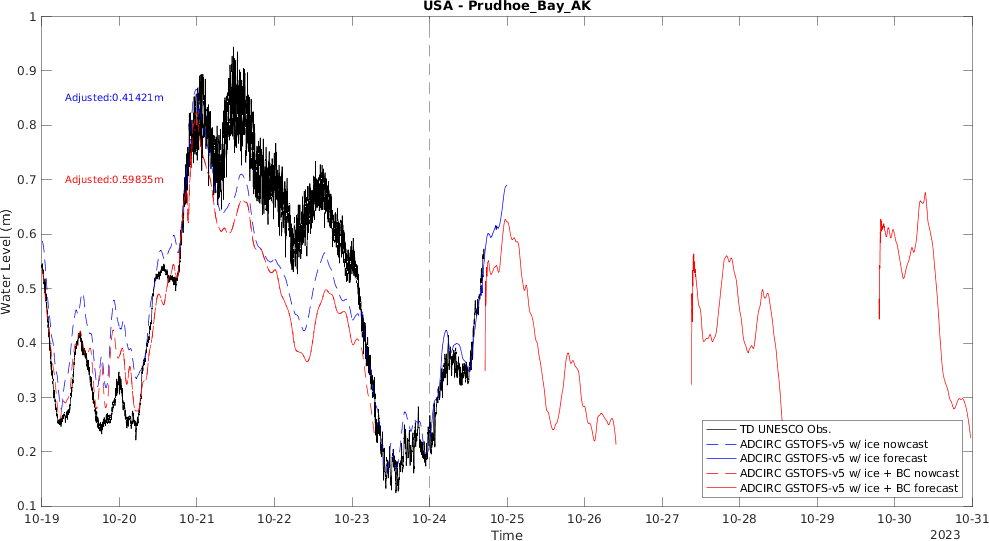 USA - Prudhoe_Bay_AK
1
0.9
0.8
0.7
0.6
0.5
0.4
0.3
0.2
0.1
Water Level (m)
Adjusted:0.41421m
Adjusted:0.59835m
TD UNESCO Obs.
ADCIRC GSTOFS-v5 w/ ice nowcast
ADCIRC GSTOFS-v5 w/ ice forecast
ADCIRC GSTOFS-v5 w/ ice + BC nowcast
ADCIRC GSTOFS-v5 w/ ice + BC forecast
10-19 10-20 10-21 10-22 10-23 10-24 10-25 10-26 10-27 10-28 10-29 10-30 10-31
Time
2023